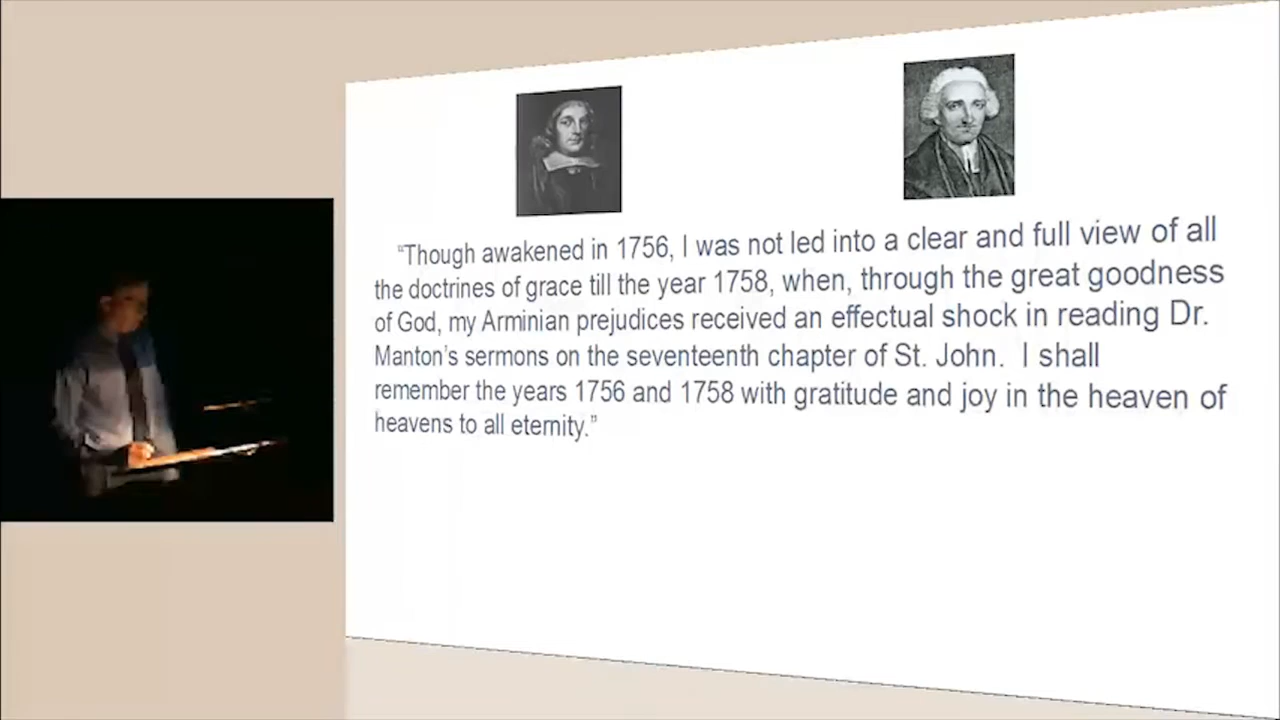 “Though awakened in 1756, I was not led into a clear and full view of all
the doctrines of grace till the year 1758, when, through the great goodness
of God, my Arminian prejudices received an effectual shock in reading Dr.
Manton’s sermons on the seventeenth chapter of St. John.  I shall
remember the years 1756 and 1758 with gratitude and joy in the heaven of
heavens to all eternity.”